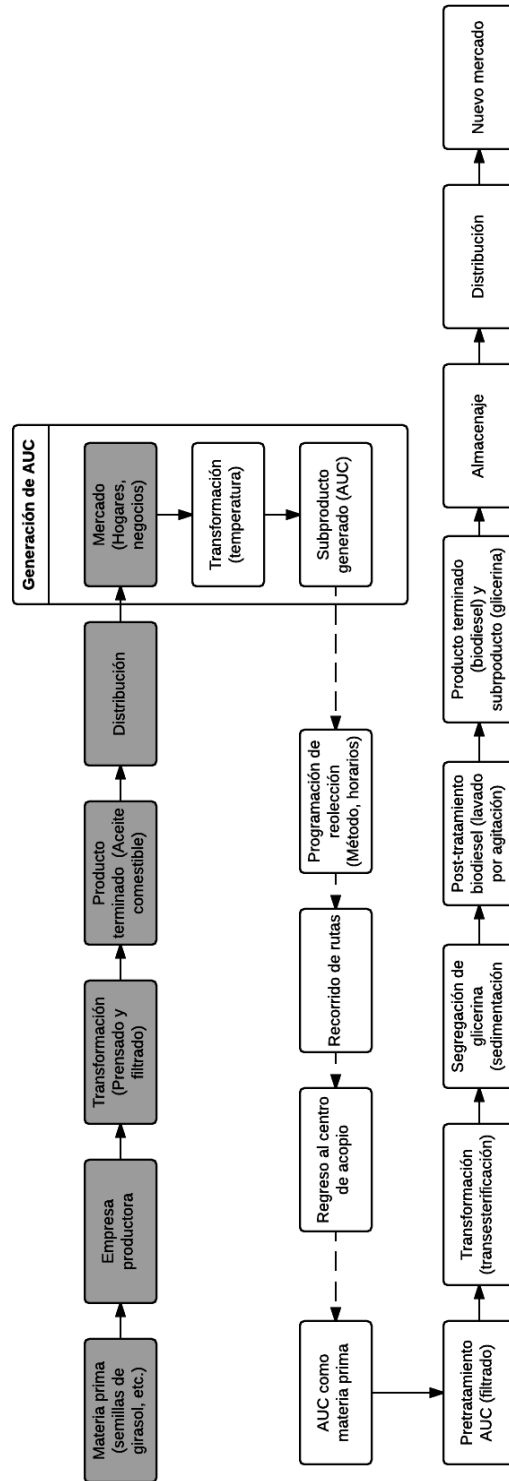 Materia prima
(semillas de
girasol, etc.)
Empresa
productora
Transformación
(Prensado y
filtrado)
Producto
terminado (Aceite
comestible)
Distribución
Generación de AUC
Mercado
(Hogares,
negocios)
Transformación
(temperatura)
Subproducto
generado (AUC)
Programación de
reolección
(Método, horarios)
Recorrido de rutas
Regreso al centro
de acopio
AUC como
materia prima
Pretratamiento
AUC (filtrado)
Transformación
(transesterificación)
Segregación de
glicerina
(sedimentación
Post-tratamiento
biodiesel (lavado
por agitación)
Producto terminado
(biodiesel) y
subrpoducto (glicerina)
Almacenaje
Distribución
Nuevo mercado